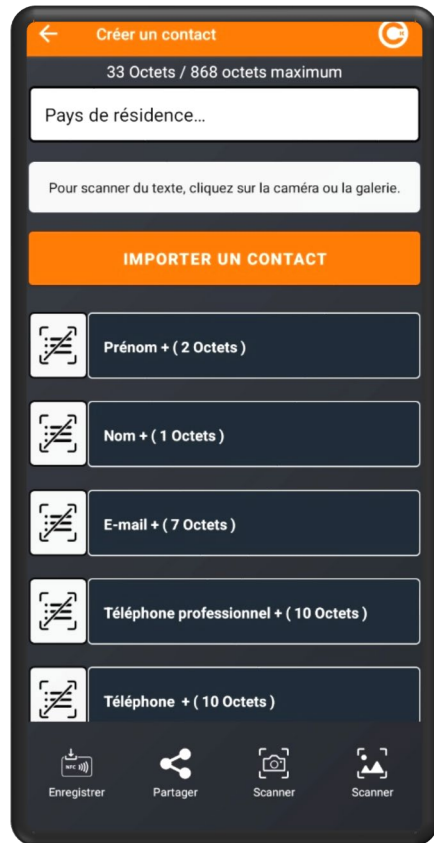 Créer un contact
33 Octets / 868 octets maximum
Pays de résidence...
Pour scanner du texte, cliquez sur la caméra ou la galerie.
IMPORTER UN CONTACT
Prénom + ( 2 Octets )
Nom + ( 1 Octets )
E-mail + ( 7 Octets )
Téléphone professionnel + ( 10 Octets )
Téléphone + ( 10 Octets )
NFC
Enregistrer
Partager
Scanner
Scanner